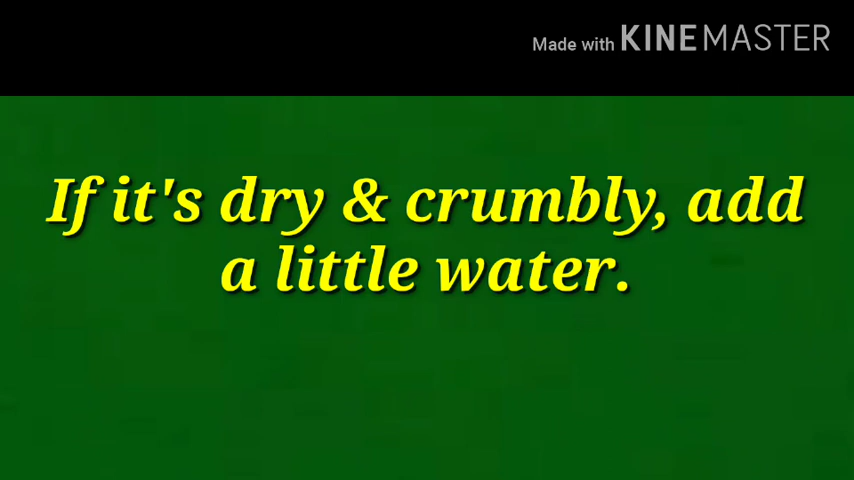 Made with KINEMASTER
If it's dry & crumbly, add
a little water.